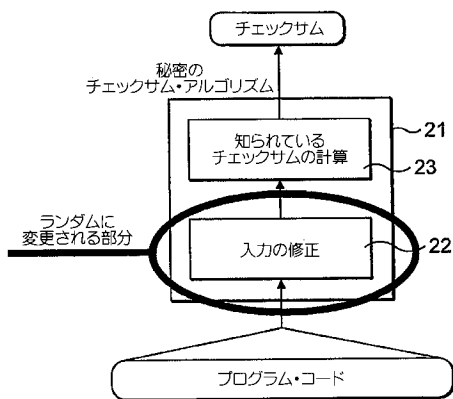 チェックサム
秘密の
チェックサム・アルゴリズム
21
知られている
チェックサムの計算
23
ランダムに
変更される部分
入力の修正
22
プログラム・コード